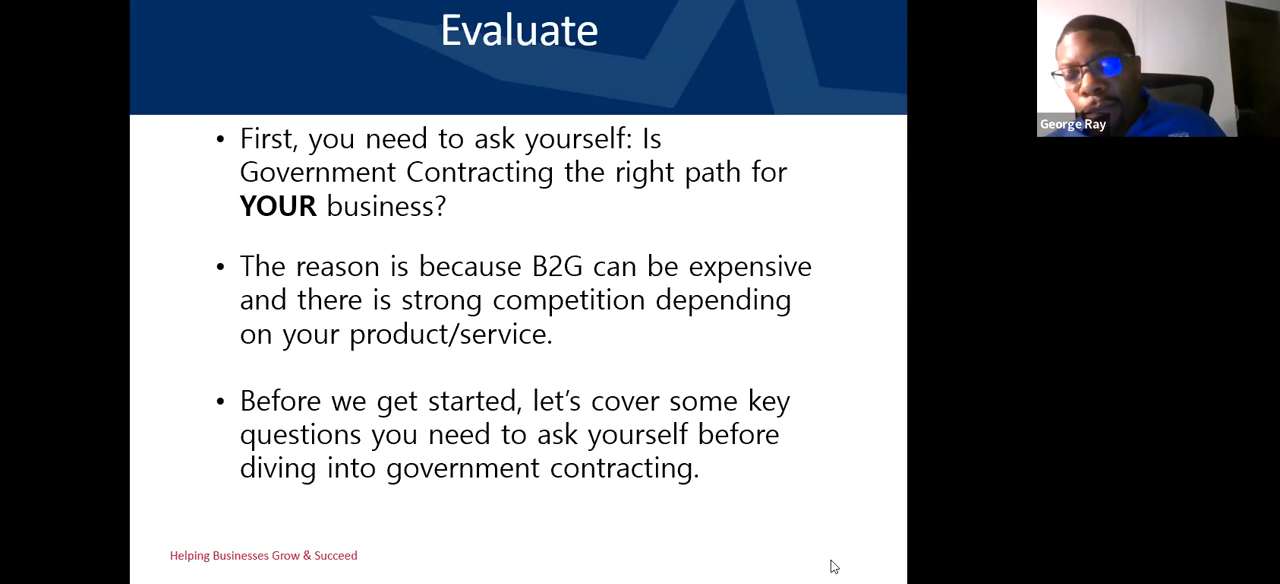 Evaluate
• First, you need to ask yourself: Is
Government Contracting the right path for
YOUR business?
• The reason is because B2G can be expensive
and there is strong competition depending
on your product/service.
• Before we get started, let’s cover some key
questions you need to ask yourself before
diving into government contracting.
Helping Businesses Grow & Succeed
George Ray